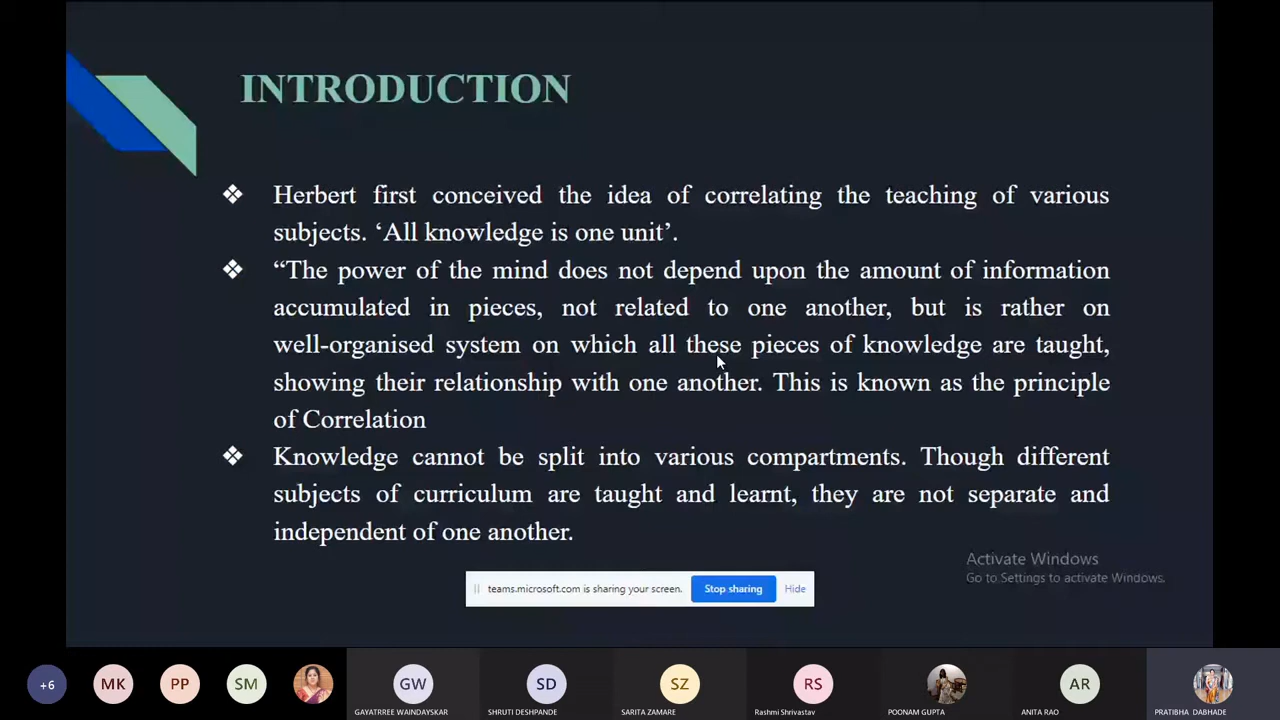 INTRODUCTION
❖ Herbert first conceived the idea of correlating the teaching of various
subjects. ‘All knowledge is one unit’.
❖ “The power of the mind does not depend upon the amount of information
accumulated in pieces, not related to one another, but is rather on
well-organised system on which all these pieces of knowledge are taught,
showing their relationship with one another. This is known as the principle
of Correlation
❖ Knowledge cannot be split into various compartments. Though different
subjects of curriculum are taught and learnt, they are not separate and
independent of one another.
Activate Windows
Go to Settings to activate Windows.
teams.microsoft.com is sharing your screen. Stop sharing Hide
+6 MK PP SM GW SD SZ RS AR
GAYATRREE WAINDAYSKAR SHRUTI DESHPANDE SARITA ZAMARE Rashmi Shrivastav POONAM GUPTA ANITA RAO PRATIBHA DABHADE